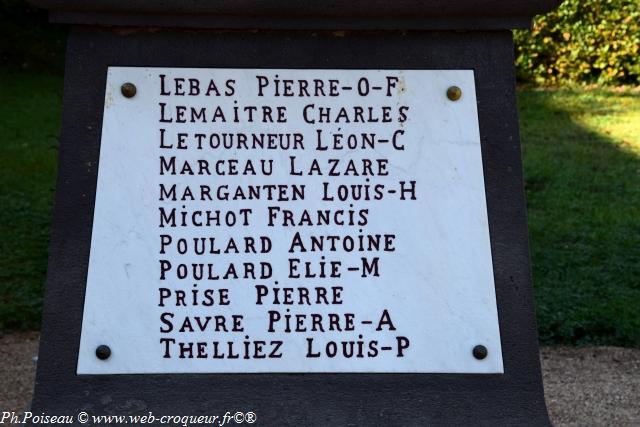 LEBAS PIERRE-O-F
LEMAITRE CHARLES
LETOURNEUR LÉON-C
MARCEAU LAZARE
MARGANTEN LOUIS-H
MICHOT FRANCIS
POULARD ANTOINE
POULARD ELIE-M
PRISE PIERRE
SAVRE PIERRE-A
THELLIEZ LOUIS-P
Ph Poiseau © www.web-croqueur.fr©®